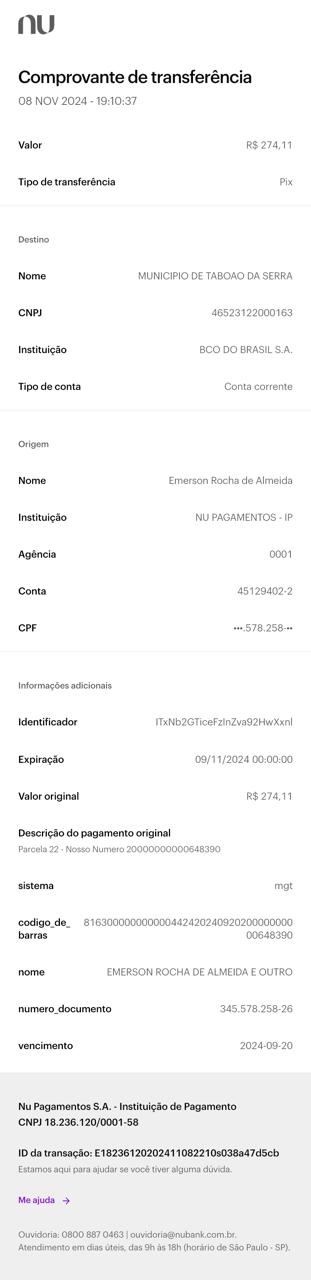 nu
Comprovante de transferência
08 NOV 2024 - 19:10:37
Valor R$ 274,11
Tipo de transferência Pix
Destino
Nome MUNICIPIO DE TABOAO DA SERRA
CNPJ 46523122000163
Instituição BCO DO BRASIL S.A.
Tipo de conta Conta corrente
Origem
Nome Emerson Rocha de Almeida
Instituição NU PAGAMENTOS - IP
Agência 0001
Conta 45129402-2
CPF •••.578.258-••
Informações adicionais
Identificador ITxNb2GTiceFzInZva92HwXxnI
Expiração 09/11/2024 00:00:00
Valor original R$ 274,11
Descrição do pagamento original
Parcela 22 - Nosso Numero 20000000000648390
sistema mgt
codigo_de_ 81630000000000444242024092020000000
barras 00648390
nome EMERSON ROCHA DE ALMEIDA E OUTRO
numero_documento 345.578.258-26
vencimento 2024-09-20
Nu Pagamentos S.A. - Instituição de Pagamento
CNPJ 18.236.120/0001-58
ID da transação: E18236120202411082210s038a47d5cb
Estamos aqui para ajudar se você tiver alguma dúvida.
Me ajuda →
Ouvidoria: 0800 887 0463 | ouvidoria@nubank.com.br.
Atendimento em dias úteis, das 9h às 18h (horário de São Paulo - SP).